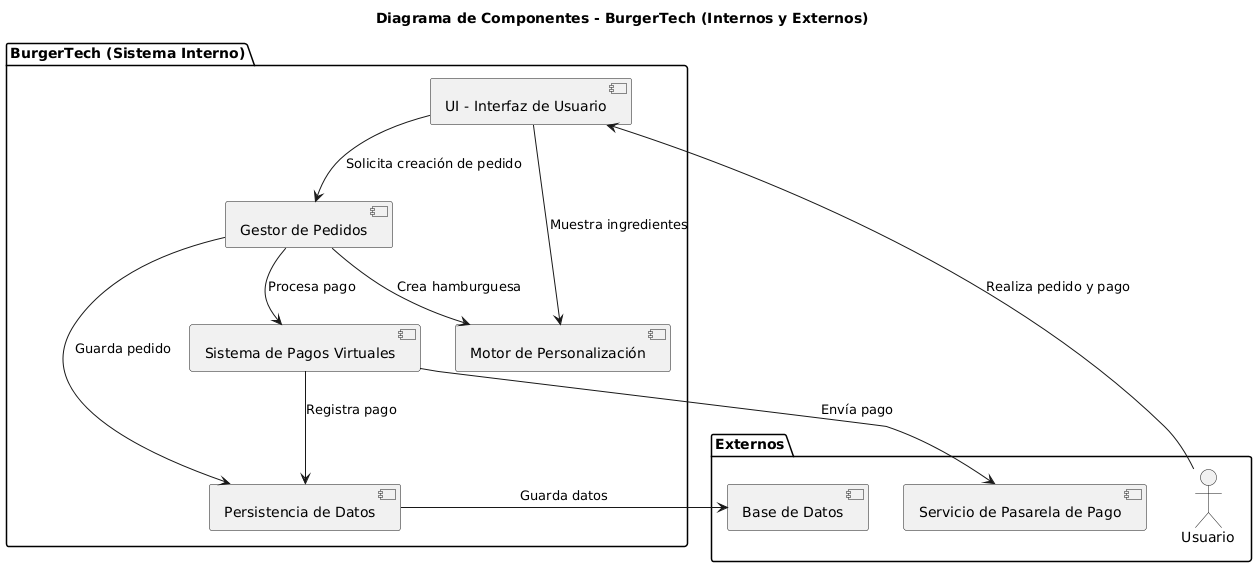 Diagrama de Componentes - BurgerTech (Internos y Externos)
BurgerTech (Sistema Interno)
UI - Interfaz de Usuario
Solicita creación de pedido
Muestra ingredientes
Gestor de Pedidos
Realiza pedido y pago
Procesa pago
Crea hamburguesa
Guarda pedido
Sistema de Pagos Virtuales
Motor de Personalización
Registra pago
Envía pago
Externos
Guarda datos
Persistencia de Datos
Base de Datos
Servicio de Pasarela de Pago
Usuario